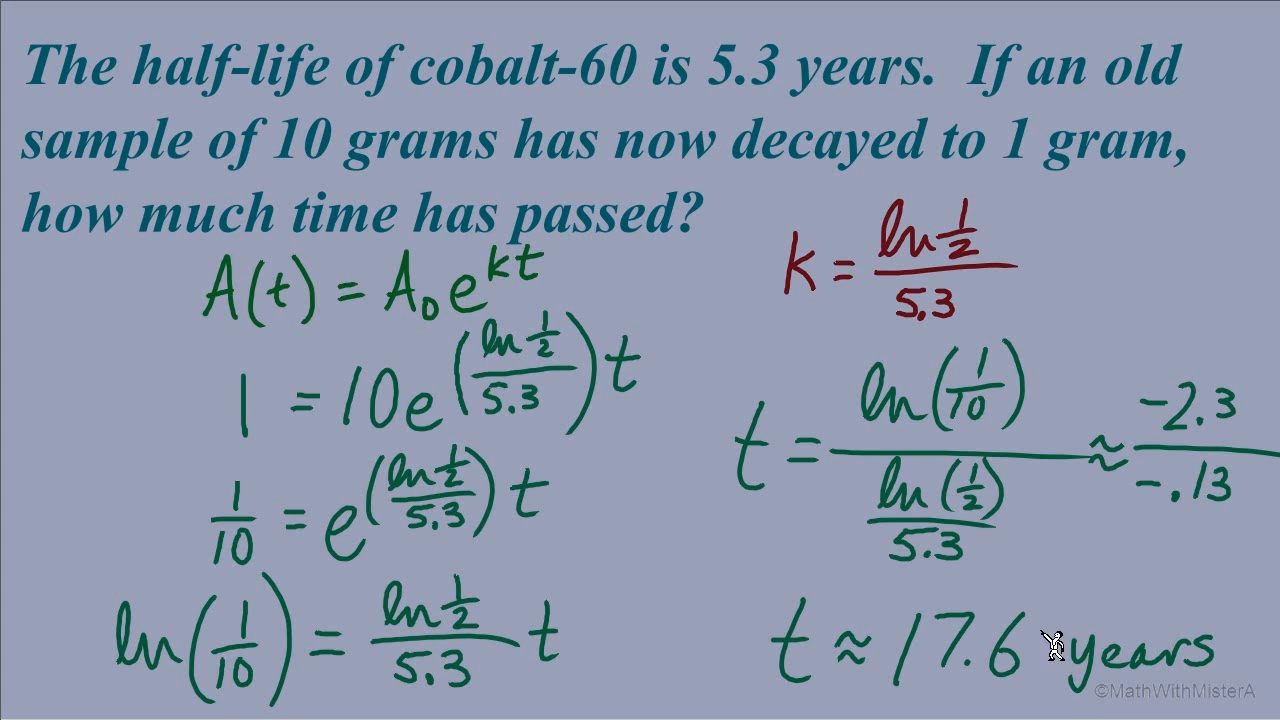 The half-life of cobalt-60 is 5.3 years. If an old
sample of 10 grams has now decayed to 1 gram,
how much time has passed?
A(t) = A₀e^(kt)
1 = 10e^((ln 1/2)/5.3)t
1/10 = e^((ln 1/2)/5.3)t
ln(1/10) = (ln 1/2)/5.3 t
k = (ln 1/2)/5.3
t = ln(1/10)/(ln(1/2)/5.3) ≈ -2.3/-.13
t ≈ 17.6 years
©MathWithMisterA